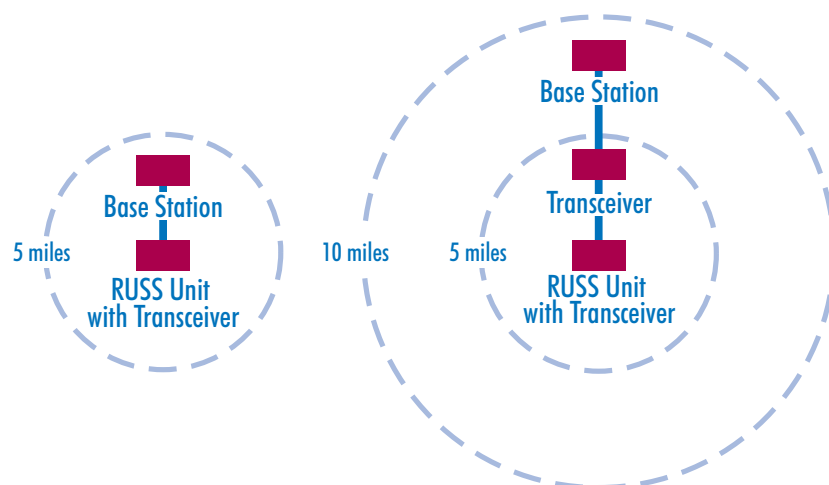 Base Station
5 miles
RUSS Unit
with Transceiver
Base Station
Transceiver
10 miles
5 miles
RUSS Unit
with Transceiver